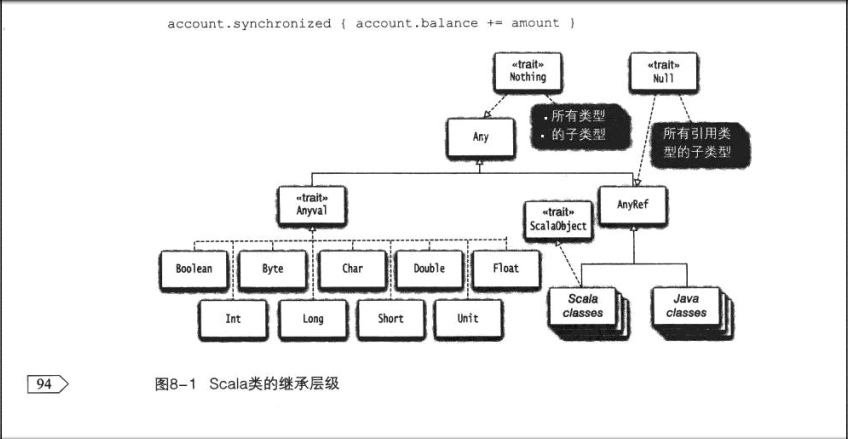 account.synchronized { account.balance += amount }
«trait»
Nothing
«trait»
Null
.所有类型
.的子类型
所有引用类
型的子类型
Any
«trait»
Anyval
«trait»
ScalaObject
AnyRef
Boolean
Byte
Char
Double
Float
Int
Long
Short
Unit
Scala
classes
Java
classes
94
图8-1 Scala类的继承层级